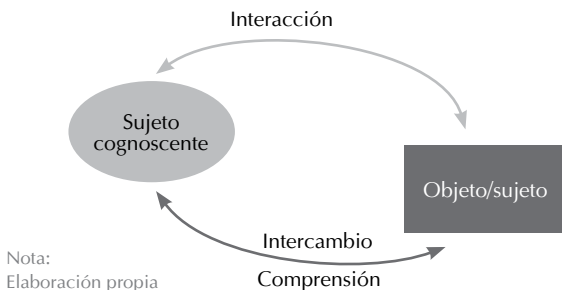 Interacción
Sujeto
cognoscente
Objeto/sujeto
Intercambio
Comprensión
Nota:
Elaboración propia